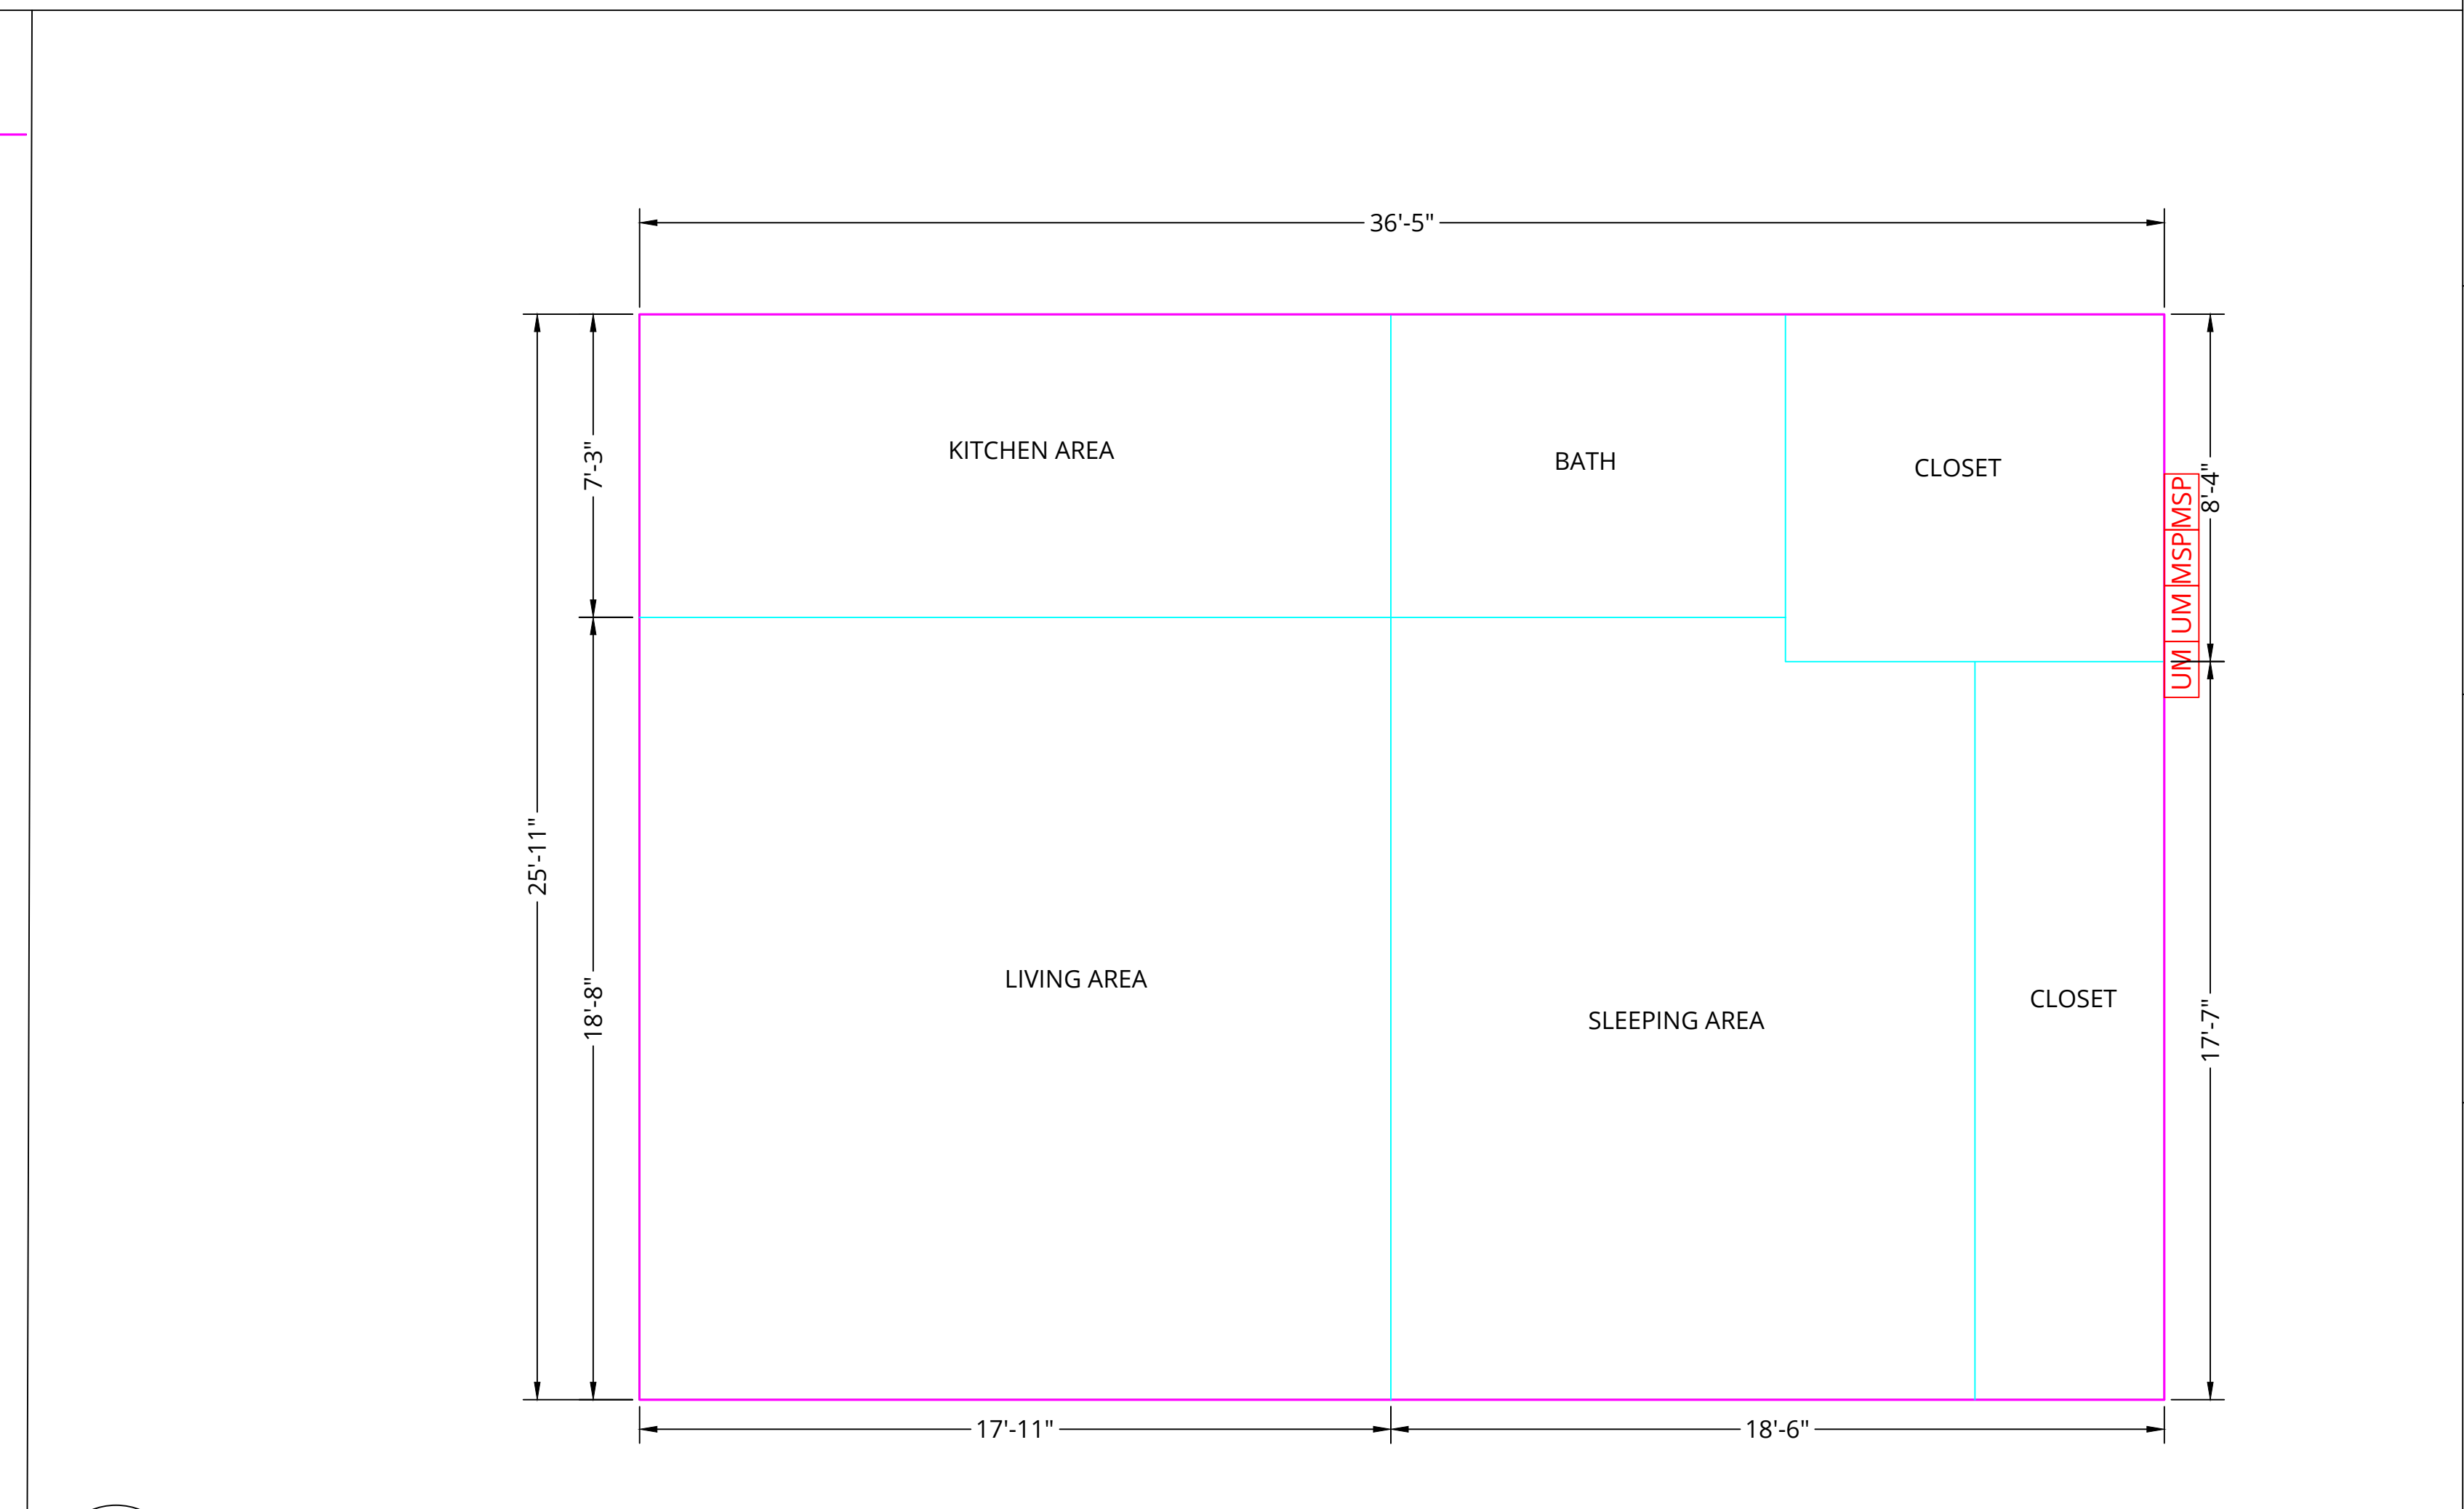 36'-5"
KITCHEN AREA
BATH
CLOSET
7'-3"
8'-4"
MSP
MSP
UM
UM
25'-11"
18'-8"
LIVING AREA
SLEEPING AREA
CLOSET
17'-7"
17'-11"
18'-6"